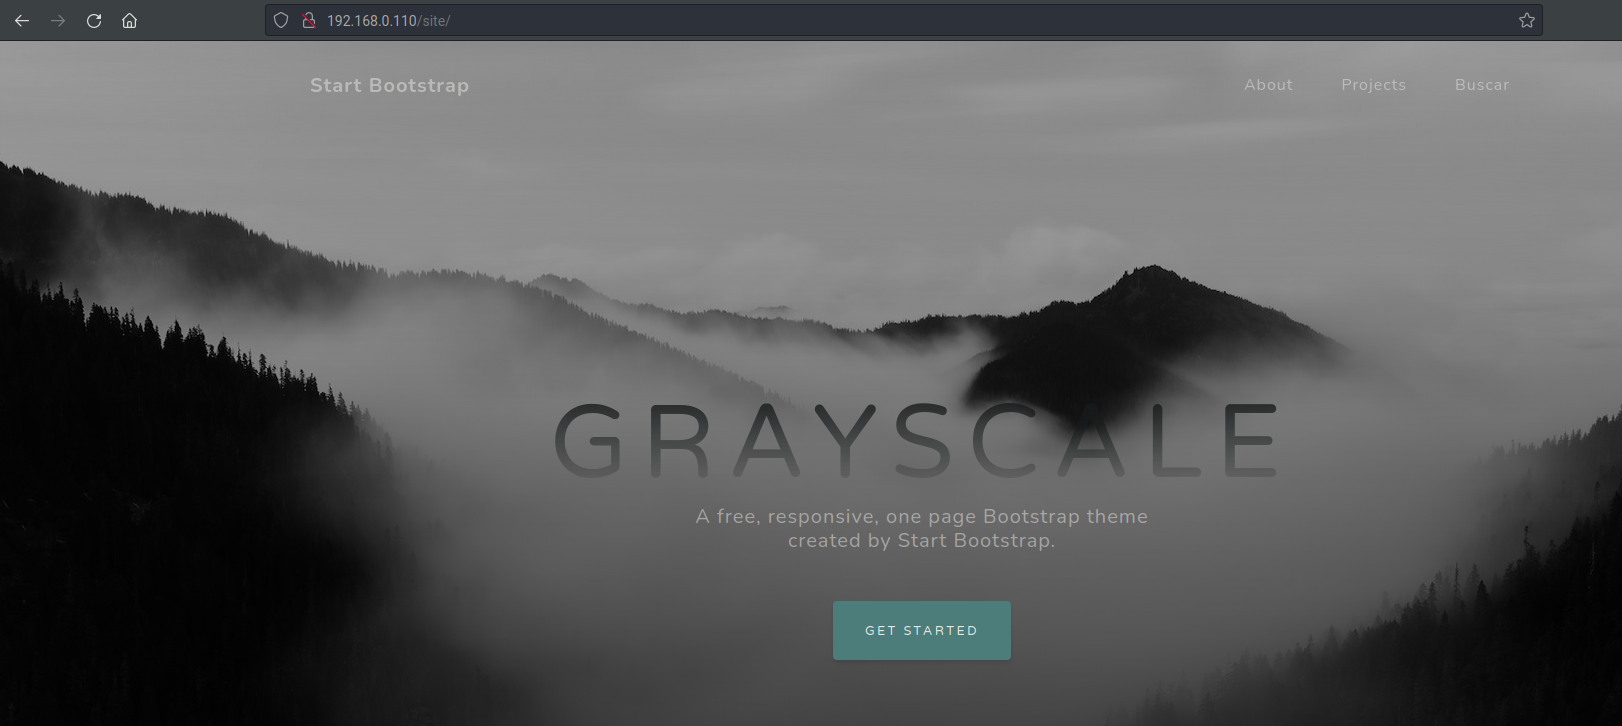 192.168.0.110/site/
Start Bootstrap
About
Projects
Buscar
GRAYSCALE
A free, responsive, one page Bootstrap theme
created by Start Bootstrap.
GET STARTED